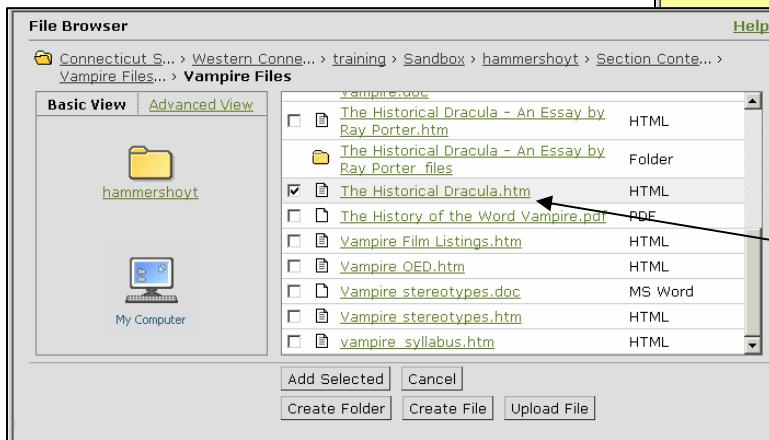 File Browser
Help
Connecticut S... › Western Conne... › training › Sandbox › hammershoyt › Section Conte... ›
Vampire Files... › Vampire Files
Basic View Advanced View
hammershoyt
My Computer
Vampire.doc
The Historical Dracula - An Essay by
Ray Porter.htm HTML
The Historical Dracula - An Essay by
Ray Porter_files Folder
The Historical Dracula.htm HTML
The History of the Word Vampire.pdf PDF
Vampire Film Listings.htm HTML
Vampire OED.htm HTML
Vampire stereotypes.doc MS Word
Vampire stereotypes.htm HTML
vampire_syllabus.htm HTML
Add Selected Cancel
Create Folder Create File Upload File